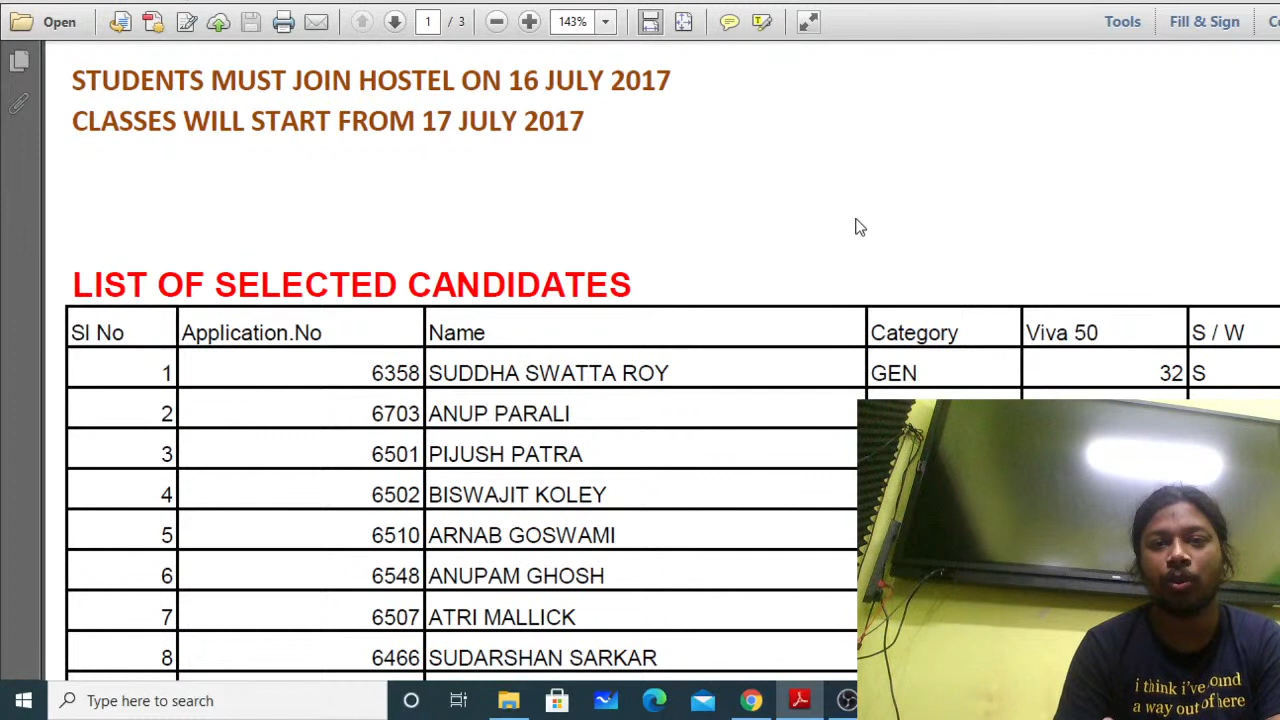 Open 1 / 3 143% Tools Fill & Sign
STUDENTS MUST JOIN HOSTEL ON 16 JULY 2017
CLASSES WILL START FROM 17 JULY 2017
LIST OF SELECTED CANDIDATES
Sl No Application.No Name Category Viva 50 S / W
1 6358 SUDDHA SWATTA ROY GEN 32 S
2 6703 ANUP PARALI
3 6501 PIJUSH PATRA
4 6502 BISWAJIT KOLEY
5 6510 ARNAB GOSWAMI
6 6548 ANUPAM GHOSH
7 6507 ATRI MALLICK
8 6466 SUDARSHAN SARKAR
i think i've found
a way out of here
Type here to search